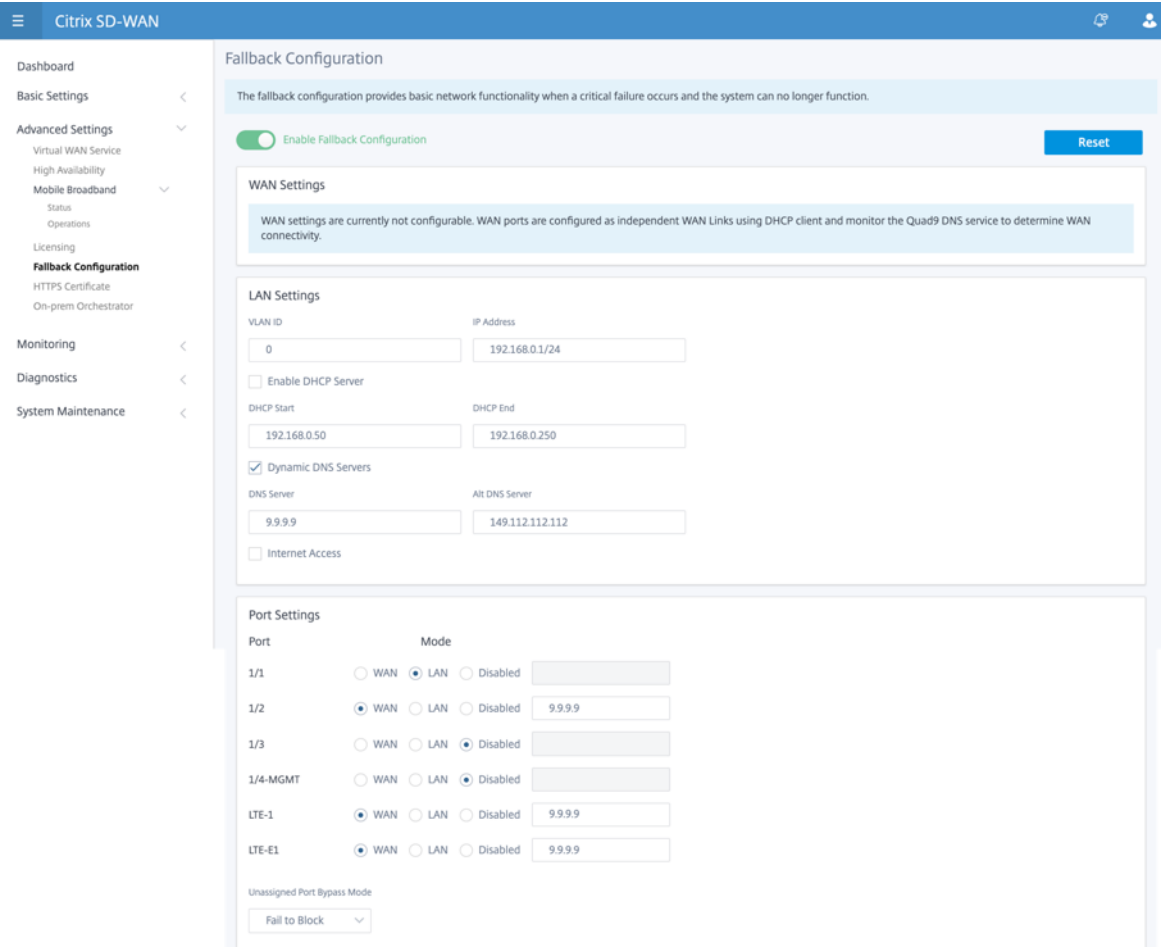 Citrix SD-WAN
Dashboard
Basic Settings
Advanced Settings
Virtual WAN Service
High Availability
Mobile Broadband
Status
Operations
Licensing
Fallback Configuration
HTTPS Certificate
On-prem Orchestrator
Monitoring
Diagnostics
System Maintenance
Fallback Configuration
The fallback configuration provides basic network functionality when a critical failure occurs and the system can no longer function.
Enable Fallback Configuration
Reset
WAN Settings
WAN settings are currently not configurable. WAN ports are configured as independent WAN Links using DHCP client and monitor the Quad9 DNS service to determine WAN
connectivity.
LAN Settings
VLAN ID IP Address
0 192.168.0.1/24
Enable DHCP Server
DHCP Start DHCP End
192.168.0.50 192.168.0.250
Dynamic DNS Servers
DNS Server Alt DNS Server
9.9.9.9 149.112.112.112
Internet Access
Port Settings
Port Mode
1/1 WAN LAN Disabled
1/2 WAN LAN Disabled 9.9.9.9
1/3 WAN LAN Disabled
1/4-MGMT WAN LAN Disabled
LTE-1 WAN LAN Disabled 9.9.9.9
LTE-E1 WAN LAN Disabled 9.9.9.9
Unassigned Port Bypass Mode
Fail to Block